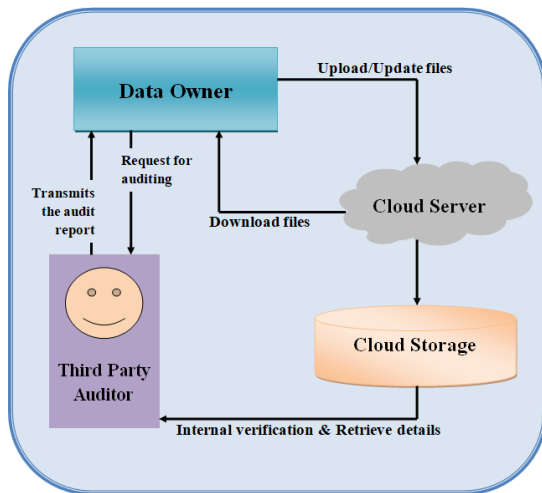 Data Owner
Upload/Update files
Request for
auditing
Transmits
the audit
report
Download files
Cloud Server
Cloud Storage
Third Party
Auditor
Internal verification & Retrieve details